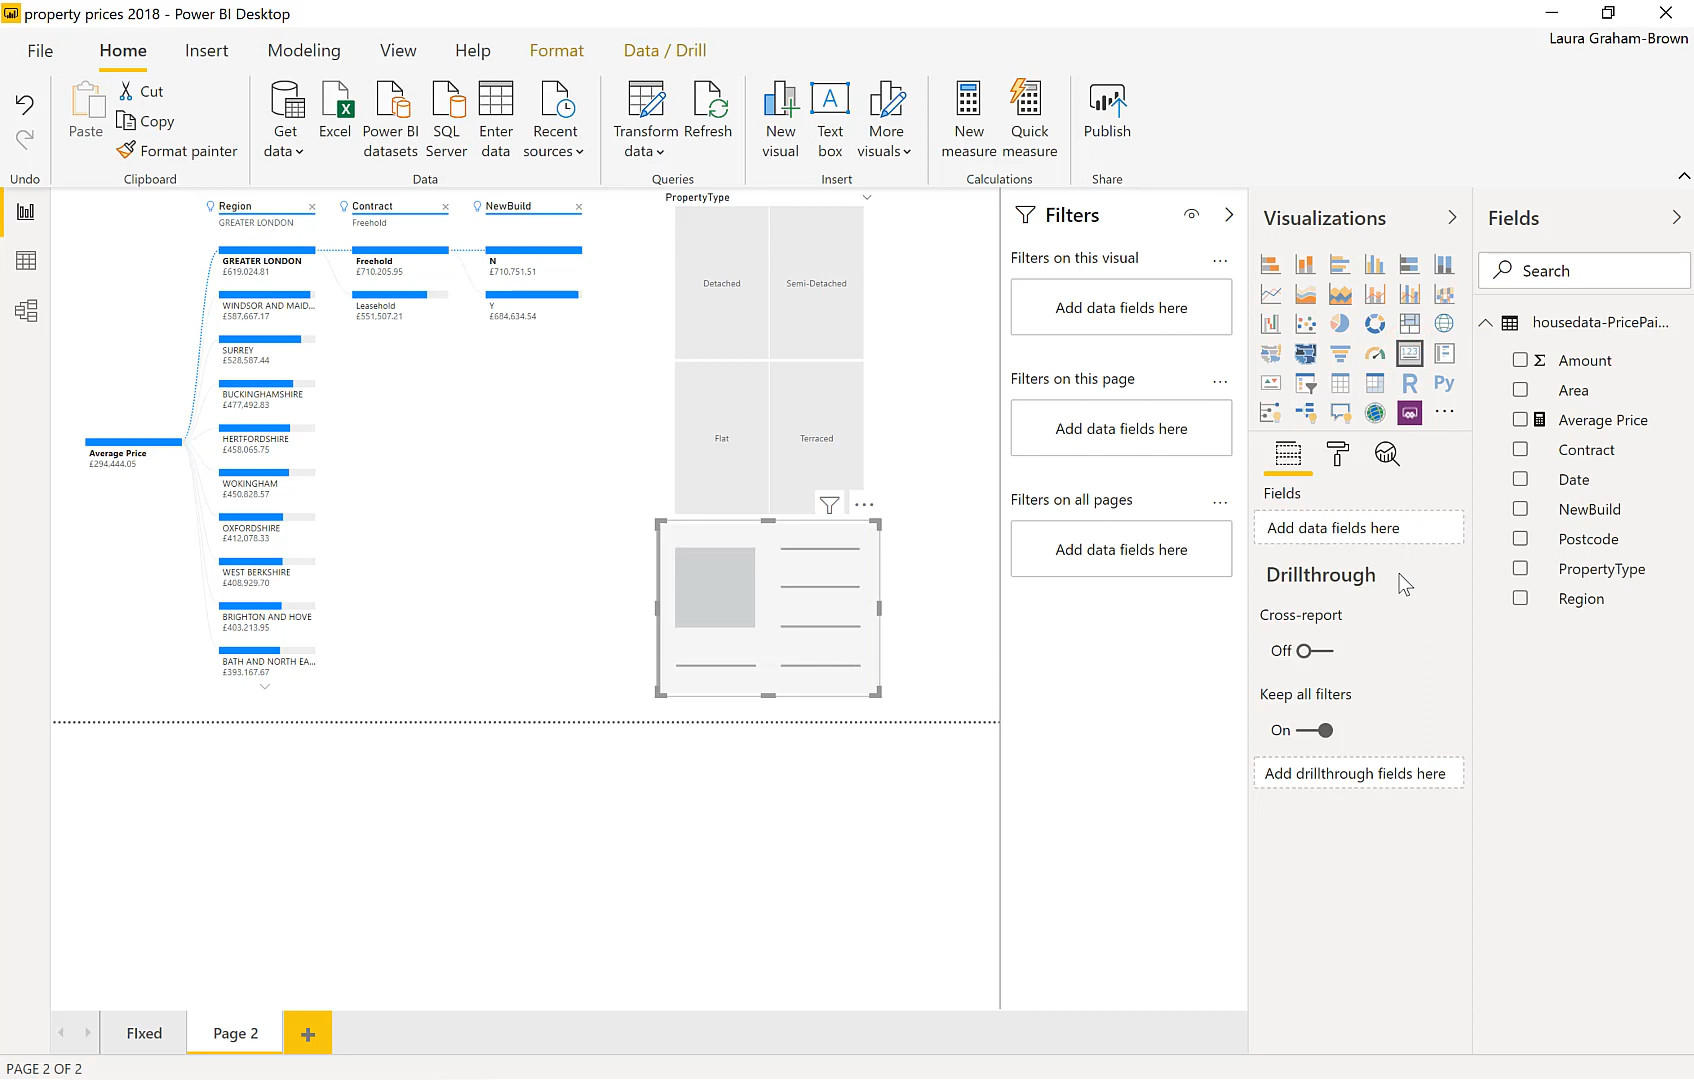 property prices 2018 - Power BI Desktop
Laura Graham-Brown
File Home Insert Modeling View Help Format Data / Drill
Paste
Cut
Copy
Format painter
Get data
Excel
Power BI datasets
SQL Server
Enter data
Recent sources
Transform data
Refresh
New visual
Text box
More visuals
New measure
Quick measure
Publish
Undo
Clipboard
Data
Queries
Insert
Calculations
Share
Region
GREATER LONDON
Contract
Freehold
NewBuild
Average Price
£294,444.05
GREATER LONDON
£619,024.81
WINDSOR AND MAID...
£587,667.17
SURREY
£528,587.44
BUCKINGHAMSHIRE
£477,492.83
HERTFORDSHIRE
£458,065.75
WOKINGHAM
£450,828.57
OXFORDSHIRE
£412,078.33
WEST BERKSHIRE
£408,929.70
BRIGHTON AND HOVE
£403,213.95
BATH AND NORTH EA...
£393,167.67
Freehold
£710,205.95
Leasehold
£551,507.21
N
£710,751.51
Y
£684,634.54
PropertyType
Detached
Semi-Detached
Flat
Terraced
Filters
Filters on this visual
Add data fields here
Filters on this page
Add data fields here
Filters on all pages
Add data fields here
Visualizations
123
R
Py
Fields
Add data fields here
Drillthrough
Cross-report
Off
Keep all filters
On
Add drillthrough fields here
Fields
Search
housedata-PricePai...
Σ Amount
Area
Average Price
Contract
Date
NewBuild
Postcode
PropertyType
Region
FIxed
Page 2
PAGE 2 OF 2